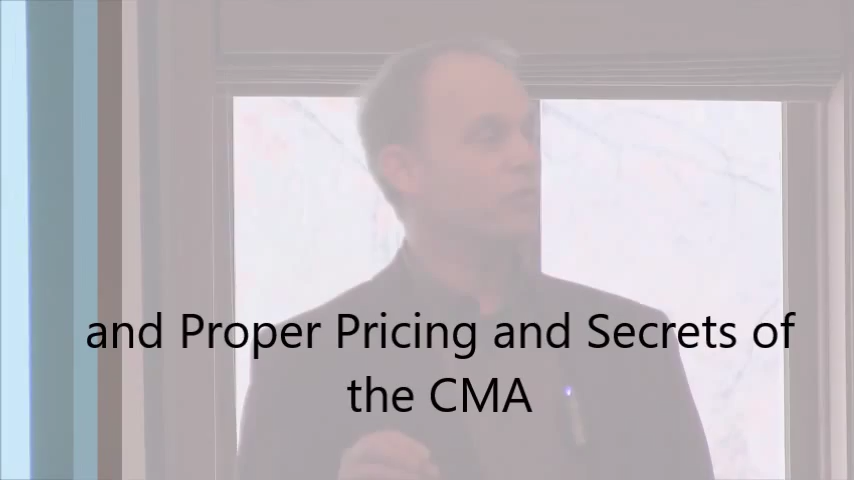 and Proper Pricing and Secrets of
the CMA